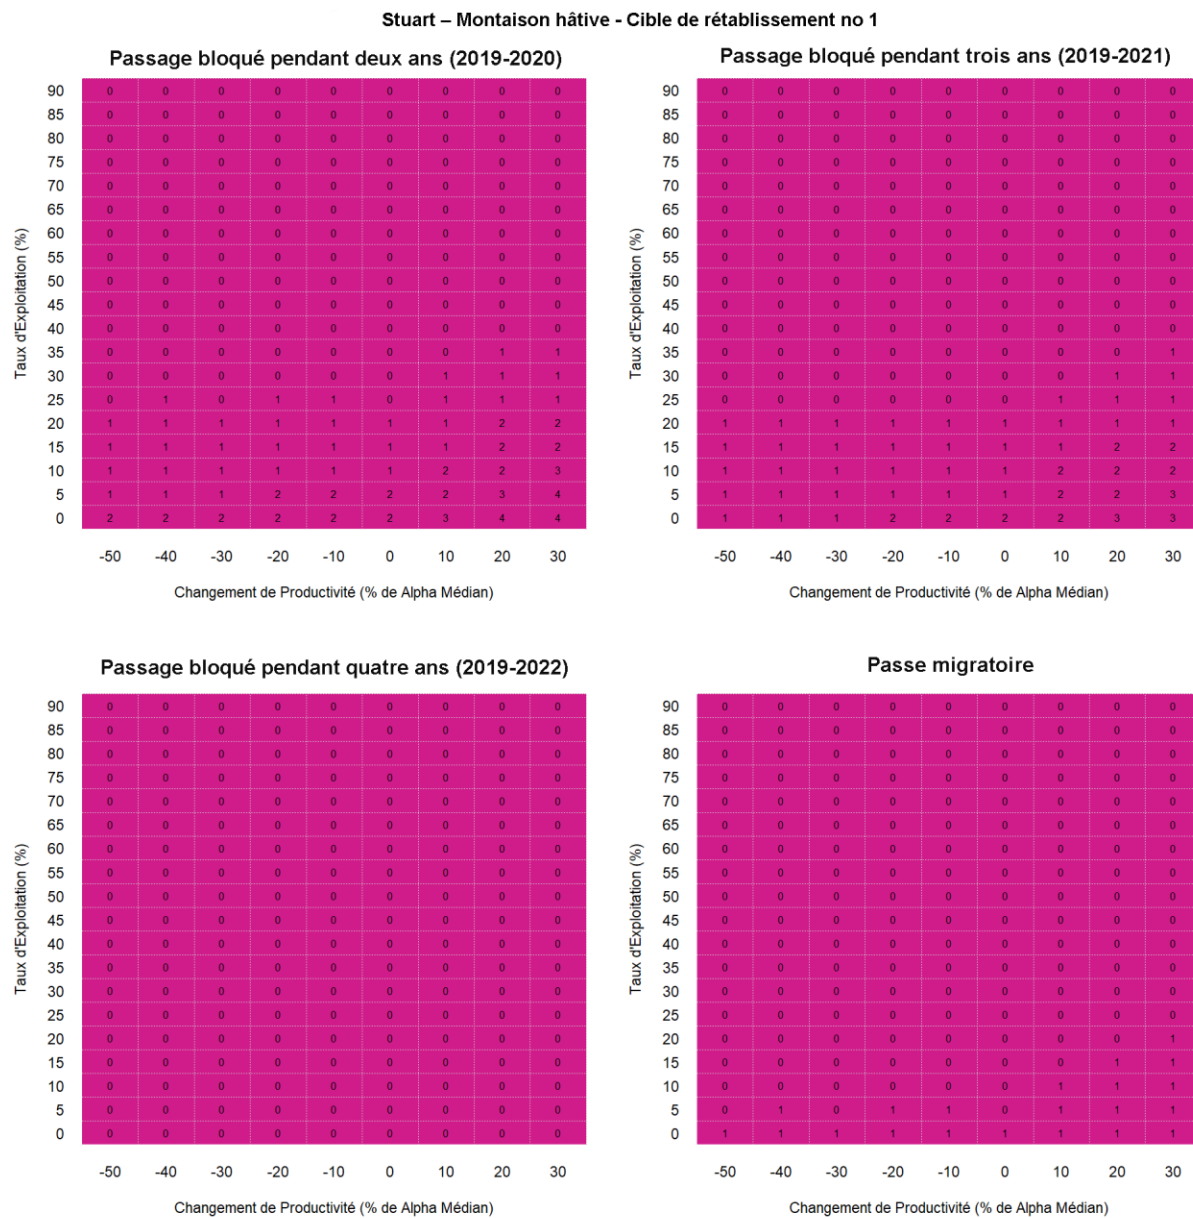 Stuart – Montaison hâtive - Cible de rétablissement no 1
Passage bloqué pendant deux ans (2019-2020)
Taux d'Exploitation (%)
90 0 0 0 0 0 0 0 0 0
85 0 0 0 0 0 0 0 0 0
80 0 0 0 0 0 0 0 0 0
75 0 0 0 0 0 0 0 0 0
70 0 0 0 0 0 0 0 0 0
65 0 0 0 0 0 0 0 0 0
60 0 0 0 0 0 0 0 0 0
55 0 0 0 0 0 0 0 0 0
50 0 0 0 0 0 0 0 0 0
45 0 0 0 0 0 0 0 0 0
40 0 0 0 0 0 0 0 0 0
35 0 0 0 0 0 0 0 1 1
30 0 0 0 0 0 0 1 1 1
25 0 1 0 1 1 0 1 1 1
20 1 1 1 1 1 1 1 2 2
15 1 1 1 1 1 1 1 2 2
10 1 1 1 1 1 1 2 2 3
5 1 1 1 2 2 2 2 3 4
0 2 2 2 2 2 2 3 4 4
-50 -40 -30 -20 -10 0 10 20 30
Changement de Productivité (% de Alpha Médian)
Passage bloqué pendant trois ans (2019-2021)
Taux d'Exploitation (%)
90 0 0 0 0 0 0 0 0 0
85 0 0 0 0 0 0 0 0 0
80 0 0 0 0 0 0 0 0 0
75 0 0 0 0 0 0 0 0 0
70 0 0 0 0 0 0 0 0 0
65 0 0 0 0 0 0 0 0 0
60 0 0 0 0 0 0 0 0 0
55 0 0 0 0 0 0 0 0 0
50 0 0 0 0 0 0 0 0 0
45 0 0 0 0 0 0 0 0 0
40 0 0 0 0 0 0 0 0 0
35 0 0 0 0 0 0 0 0 1
30 0 0 0 0 0 0 0 1 1
25 0 0 0 0 0 0 1 1 1
20 1 1 1 1 1 1 1 1 1
15 1 1 1 1 1 1 1 2 2
10 1 1 1 1 1 1 2 2 2
5 1 1 1 1 1 1 2 2 3
0 1 1 1 2 2 2 2 3 3
-50 -40 -30 -20 -10 0 10 20 30
Changement de Productivité (% de Alpha Médian)
Passage bloqué pendant quatre ans (2019-2022)
Taux d'Exploitation (%)
90 0 0 0 0 0 0 0 0 0
85 0 0 0 0 0 0 0 0 0
80 0 0 0 0 0 0 0 0 0
75 0 0 0 0 0 0 0 0 0
70 0 0 0 0 0 0 0 0 0
65 0 0 0 0 0 0 0 0 0
60 0 0 0 0 0 0 0 0 0
55 0 0 0 0 0 0 0 0 0
50 0 0 0 0 0 0 0 0 0
45 0 0 0 0 0 0 0 0 0
40 0 0 0 0 0 0 0 0 0
35 0 0 0 0 0 0 0 0 0
30 0 0 0 0 0 0 0 0 0
25 0 0 0 0 0 0 0 0 0
20 0 0 0 0 0 0 0 0 0
15 0 0 0 0 0 0 0 0 0
10 0 0 0 0 0 0 0 0 0
5 0 0 0 0 0 0 0 0 0
0 0 0 0 0 0 0 0 0 0
-50 -40 -30 -20 -10 0 10 20 30
Changement de Productivité (% de Alpha Médian)
Passe migratoire
Taux d'Exploitation (%)
90 0 0 0 0 0 0 0 0 0
85 0 0 0 0 0 0 0 0 0
80 0 0 0 0 0 0 0 0 0
75 0 0 0 0 0 0 0 0 0
70 0 0 0 0 0 0 0 0 0
65 0 0 0 0 0 0 0 0 0
60 0 0 0 0 0 0 0 0 0
55 0 0 0 0 0 0 0 0 0
50 0 0 0 0 0 0 0 0 0
45 0 0 0 0 0 0 0 0 0
40 0 0 0 0 0 0 0 0 0
35 0 0 0 0 0 0 0 0 0
30 0 0 0 0 0 0 0 0 0
25 0 0 0 0 0 0 0 0 0
20 0 0 0 0 0 0 0 0 1
15 0 0 0 0 0 0 0 1 1
10 0 0 0 0 0 0 1 1 1
5 0 1 0 1 1 0 1 1 1
0 1 1 1 1 1 1 1 1 1
-50 -40 -30 -20 -10 0 10 20 30
Changement de Productivité (% de Alpha Médian)